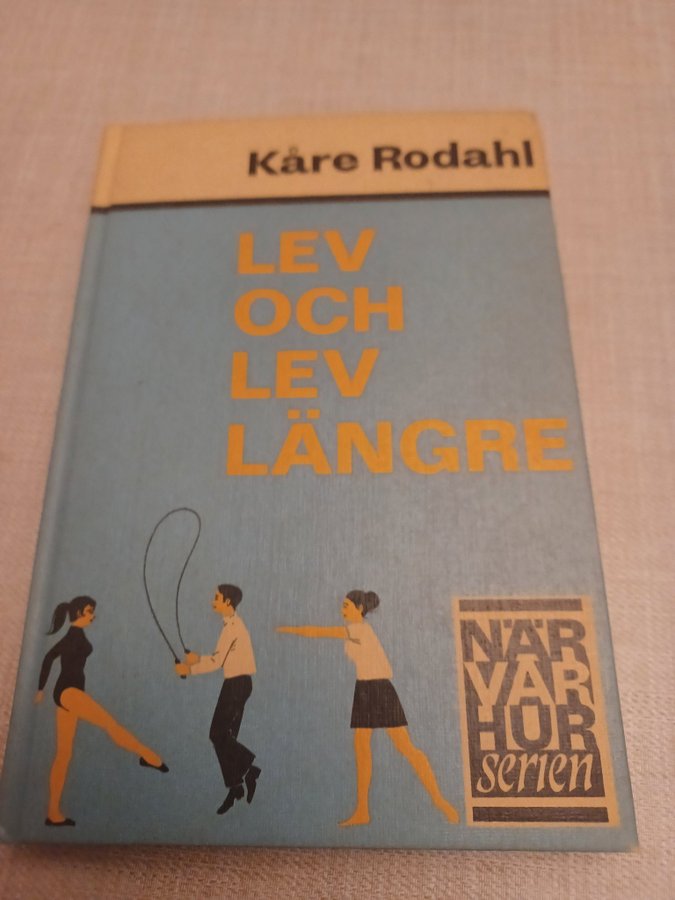 Kåre Rodahl
LEV
OCH
LEV
LÄNGRE
NÄR
VAR
HUR
serien